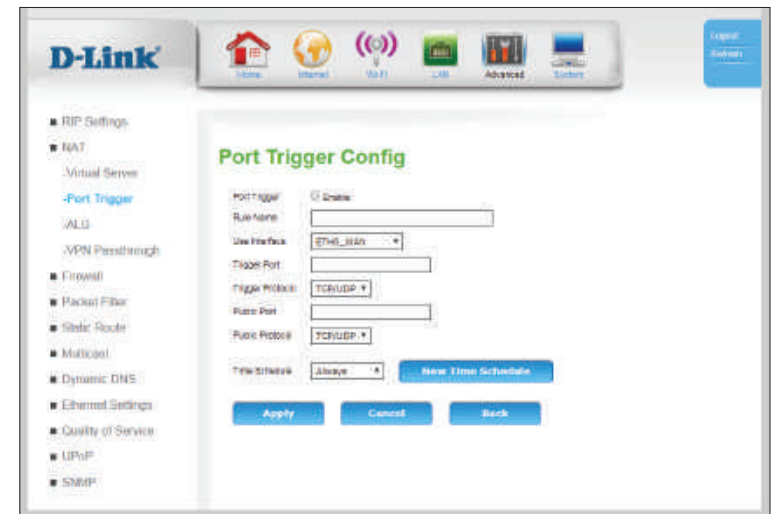 D-Link
Home
Internet
Wi-Fi
LAN
Advanced
System
Logout
Refresh
RIP Settings
NAT
-Virtual Server
-Port Trigger
-ALG
-VPN Passthrough
Firewall
Packet Filter
Static Route
Multicast
Dynamic DNS
Ethernet Settings
Quality of Service
UPnP
SNMP
Port Trigger Config
Port Trigger Enable
Rule Name
Use Interface
Trigger Port
Trigger Protocol TCP/UDP
Public Port
Public Protocol TCP/UDP
Time Schedule Always New Time Schedule
Apply Cancel Back